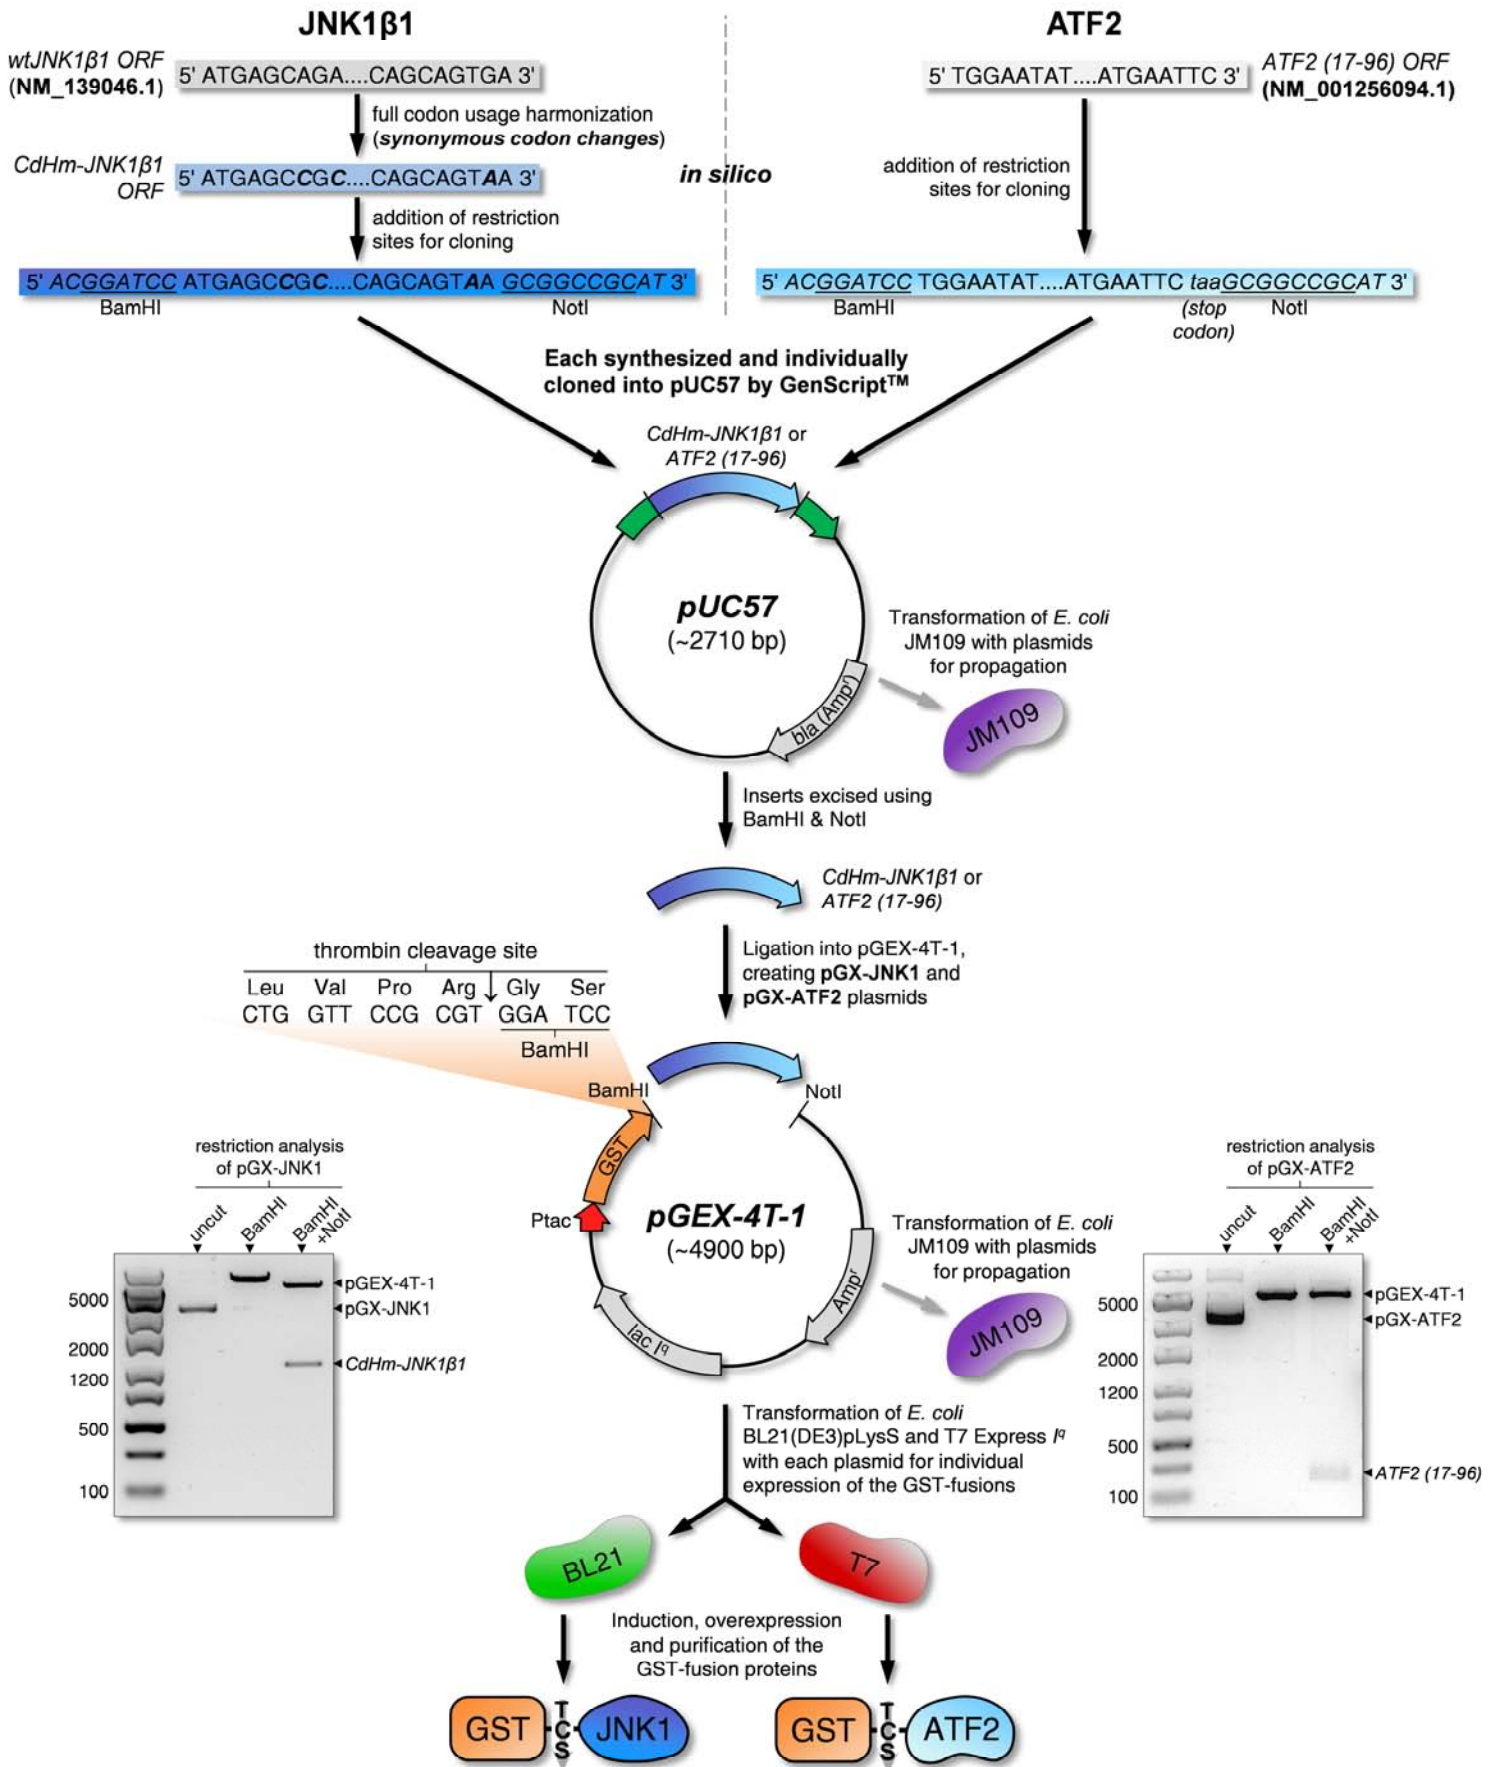 JNK1β1
ATF2
wtJNK1β1 ORF
(NM_139046.1)
5' ATGAGCAGA....CAGCAGTGA 3'
5' TGGAATAT....ATGAATTC 3'
ATF2 (17-96) ORF
(NM_001256094.1)
full codon usage harmonization
(synonymous codon changes)
CdHm-JNK1β1
ORF
5' ATGAGCCGC....CAGCAGTAA 3'
in silico
addition of restriction
sites for cloning
addition of restriction
sites for cloning
5' ACGGATCC ATGAGCCGC....CAGCAGTAA GCGGCCGCAT 3'
BamHI
NotI
5' ACGGATCC TGGAATAT....ATGAATTC taaGCGGCCGCAT 3'
BamHI
(stop
codon)
NotI
Each synthesized and individually
cloned into pUC57 by GenScript™
CdHm-JNK1β1 or
ATF2 (17-96)
pUC57
(~2710 bp)
bla (Ampʳ)
Transformation of E. coli
JM109 with plasmids
for propagation
JM109
Inserts excised using
BamHI & NotI
CdHm-JNK1β1 or
ATF2 (17-96)
Ligation into pGEX-4T-1,
creating pGX-JNK1 and
pGX-ATF2 plasmids
thrombin cleavage site
Leu Val Pro Arg Gly Ser
CTG GTT CCG CGT GGA TCC
BamHI
BamHI
NotI
GST
Ptac
pGEX-4T-1
(~4900 bp)
Ampʳ
lac I^q
Transformation of E. coli
JM109 with plasmids
for propagation
JM109
restriction analysis
of pGX-JNK1
uncut
BamHI
BamHI
+NotI
5000
2000
1200
500
100
pGEX-4T-1
pGX-JNK1
CdHm-JNK1β1
restriction analysis
of pGX-ATF2
uncut
BamHI
BamHI
+NotI
5000
2000
1200
500
100
pGEX-4T-1
pGX-ATF2
ATF2 (17-96)
Transformation of E. coli
BL21(DE3)pLysS and T7 Express I^q
with each plasmid for individual
expression of the GST-fusions
BL21
T7
Induction, overexpression
and purification of the
GST-fusion proteins
GST
TCS
JNK1
GST
TCS
ATF2